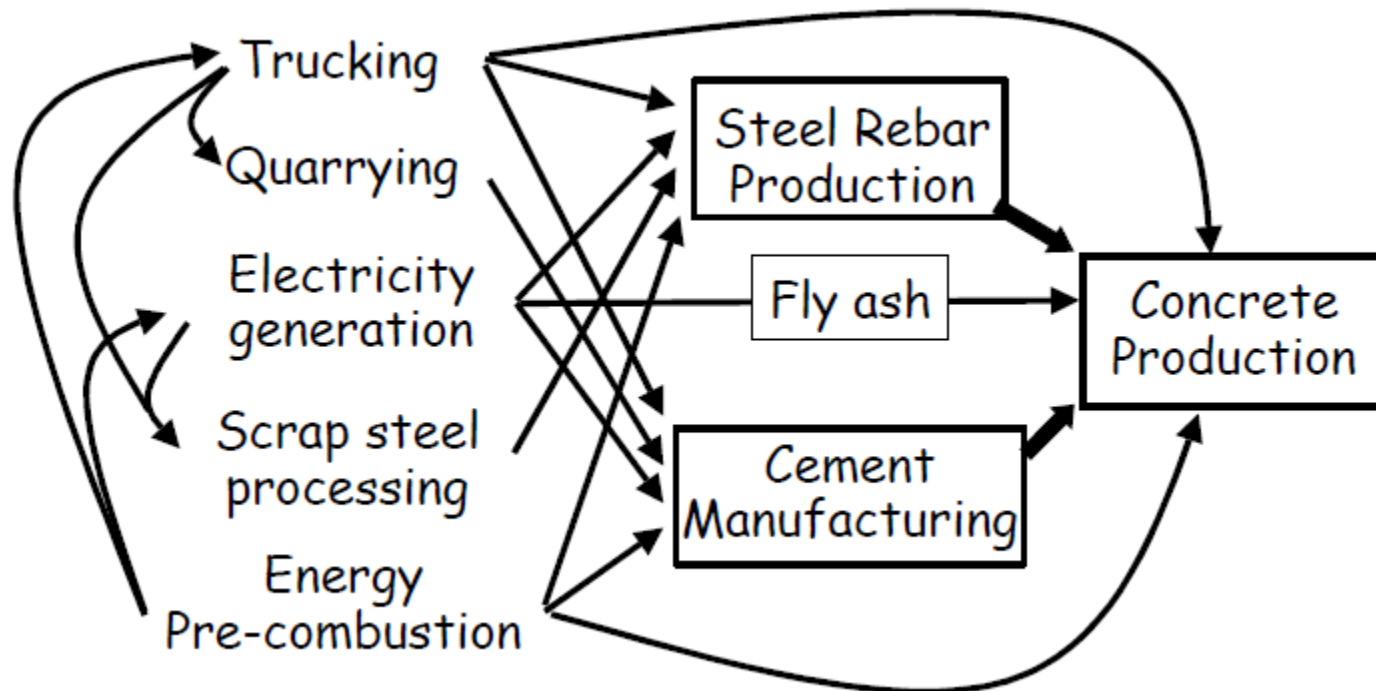 Trucking
Quarrying
Electricity
generation
Scrap steel
processing
Energy
Pre-combustion
Steel Rebar
Production
Fly ash
Cement
Manufacturing
Concrete
Production